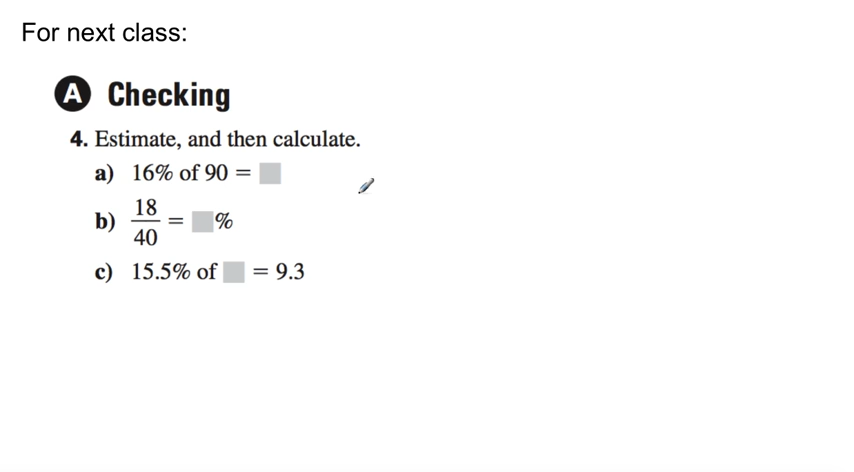 For next class:
A Checking
4. Estimate, and then calculate.
a) 16% of 90 =
b) 18/40 = %
c) 15.5% of = 9.3